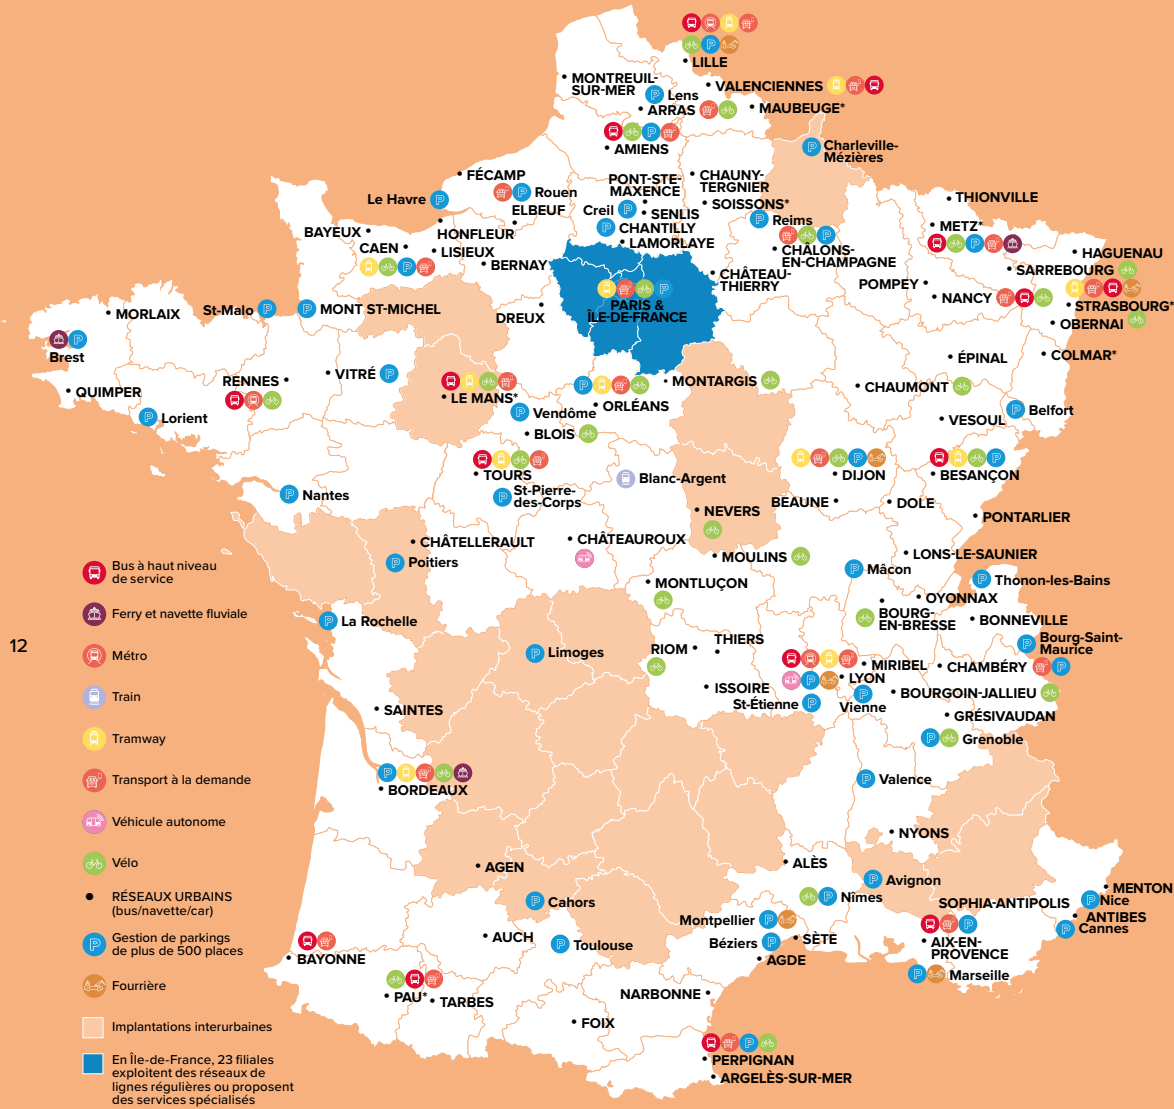 LILLE
MONTREUIL-
SUR-MER
Lens
VALENCIENNES
ARRAS
MAUBEUGE*
AMIENS
Charleville-
Mézières
FÉCAMP
PONT-STE-
MAXENCE
CHAUNY-
TERGNIER
Le Havre
Rouen
SOISSONS*
THIONVILLE
ELBEUF
Creil
SENLIS
Reims
METZ*
BAYEUX
HONFLEUR
CHANTILLY
CAEN
LISIEUX
LAMORLAYE
CHÂLONS-
EN-CHAMPAGNE
HAGUENAU
BERNAY
CHÂTEAU-
THIERRY
SARREBOURG
POMPEY
NANCY
STRASBOURG*
PARIS &
ÎLE-DE-FRANCE
MORLAIX
St-Malo
MONT ST-MICHEL
DREUX
OBERNAI
Brest
ÉPINAL
COLMAR*
QUIMPER
RENNES
VITRÉ
LE MANS*
MONTARGIS
CHAUMONT
Lorient
Vendôme
ORLÉANS
VESOUL
Belfort
BLOIS
TOURS
Blanc-Argent
DIJON
BESANÇON
Nantes
St-Pierre-
des-Corps
NEVERS
BEAUNE
DOLE
PONTARLIER
CHÂTELLERAULT
CHÂTEAUROUX
Poitiers
MOULINS
LONS-LE-SAUNIER
Mâcon
Thonon-les-Bains
MONTLUÇON
OYONNAX
BOURG-
EN-BRESSE
BONNEVILLE
La Rochelle
Limoges
RIOM
THIERS
Bourg-Saint-
Maurice
MIRIBEL
CHAMBÉRY
LYON
ISSOIRE
BOURGOIN-JALLIEU
St-Étienne
Vienne
SAINTES
GRÉSIVAUDAN
Grenoble
BORDEAUX
Valence
NYONS
AGEN
ALÈS
Avignon
MENTON
Cahors
Nîmes
SOPHIA-ANTIPOLIS
Nice
Montpellier
ANTIBES
Cannes
AUCH
Toulouse
Béziers
SÈTE
AIX-EN-
PROVENCE
BAYONNE
AGDE
Marseille
PAU*
TARBES
NARBONNE
FOIX
PERPIGNAN
ARGELÈS-SUR-MER
12
Bus à haut niveau
de service
Ferry et navette fluviale
Métro
Train
Tramway
Transport à la demande
Véhicule autonome
Vélo
RÉSEAUX URBAINS
(bus/navette/car)
Gestion de parkings
de plus de 500 places
Fourrière
Implantations interurbaines
En Île-de-France, 23 filiales
exploitent des réseaux de
lignes régulières ou proposent
des services spécialisés